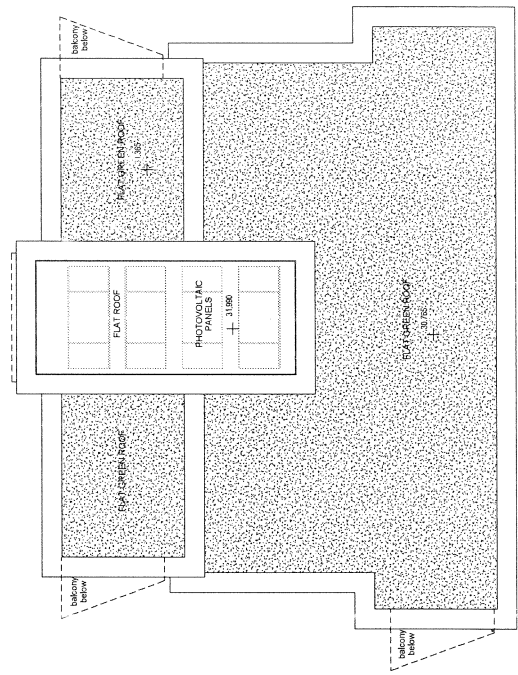 balcony
below
FLAT GREEN ROOF
FLAT ROOF
PHOTOVOLTAIC
PANELS
31,990
FLAT GREEN ROOF
30,765
FLAT GREEN ROOF
balcony
below
balcony
below